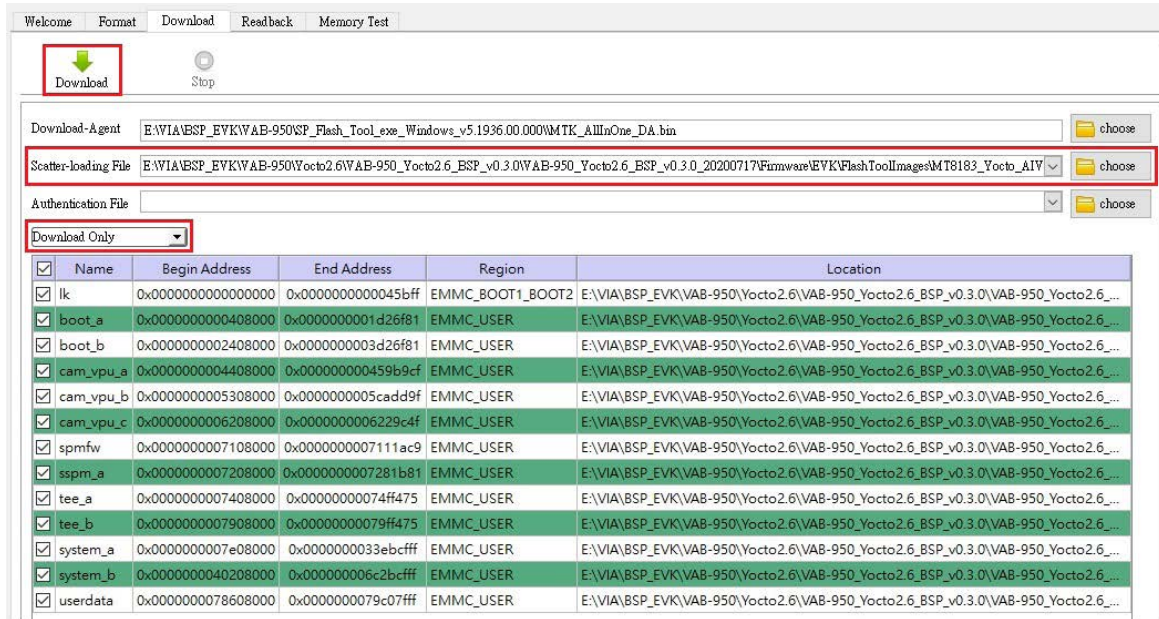 Welcome Format Download Readback Memory Test
Download Stop
Download-Agent E:\VIA\BSP_EVK\VAB-950\SP_Flash_Tool_exe_Windows_v5.1936.00.000\\MTK_AllInOne_DA.bin choose
Scatter-loading File E:\VIA\BSP_EVK\VAB-950\Yocto2.6\VAB-950_Yocto2.6_BSP_v0.3.0\VAB-950_Yocto2.6_BSP_v0.3.0_20200717\Firmware\EVK\FlashToolImages\MT8183_Yocto_AIV choose
Authentication File choose
Download Only
Name Begin Address End Address Region Location
lk 0x0000000000000000 0x0000000000045bff EMMC_BOOT1_BOOT2 E:\VIA\BSP_EVK\VAB-950\Yocto2.6\VAB-950_Yocto2.6_BSP_v0.3.0\VAB-950_Yocto2.6_...
boot_a 0x0000000000408000 0x0000000001d26f81 EMMC_USER E:\VIA\BSP_EVK\VAB-950\Yocto2.6\VAB-950_Yocto2.6_BSP_v0.3.0\VAB-950_Yocto2.6_...
boot_b 0x0000000002408000 0x0000000003d26f81 EMMC_USER E:\VIA\BSP_EVK\VAB-950\Yocto2.6\VAB-950_Yocto2.6_BSP_v0.3.0\VAB-950_Yocto2.6_...
cam_vpu_a 0x0000000004408000 0x000000000459b9cf EMMC_USER E:\VIA\BSP_EVK\VAB-950\Yocto2.6\VAB-950_Yocto2.6_BSP_v0.3.0\VAB-950_Yocto2.6_...
cam_vpu_b 0x0000000005308000 0x0000000005cadd9f EMMC_USER E:\VIA\BSP_EVK\VAB-950\Yocto2.6\VAB-950_Yocto2.6_BSP_v0.3.0\VAB-950_Yocto2.6_...
cam_vpu_c 0x0000000006208000 0x0000000006229c4f EMMC_USER E:\VIA\BSP_EVK\VAB-950\Yocto2.6\VAB-950_Yocto2.6_BSP_v0.3.0\VAB-950_Yocto2.6_...
spmfw 0x0000000007108000 0x0000000007111ac9 EMMC_USER E:\VIA\BSP_EVK\VAB-950\Yocto2.6\VAB-950_Yocto2.6_BSP_v0.3.0\VAB-950_Yocto2.6_...
sspm_a 0x0000000007208000 0x0000000007281b81 EMMC_USER E:\VIA\BSP_EVK\VAB-950\Yocto2.6\VAB-950_Yocto2.6_BSP_v0.3.0\VAB-950_Yocto2.6_...
tee_a 0x0000000007408000 0x00000000074ff475 EMMC_USER E:\VIA\BSP_EVK\VAB-950\Yocto2.6\VAB-950_Yocto2.6_BSP_v0.3.0\VAB-950_Yocto2.6_...
tee_b 0x0000000007908000 0x00000000079ff475 EMMC_USER E:\VIA\BSP_EVK\VAB-950\Yocto2.6\VAB-950_Yocto2.6_BSP_v0.3.0\VAB-950_Yocto2.6_...
system_a 0x0000000007e08000 0x0000000033ebcfff EMMC_USER E:\VIA\BSP_EVK\VAB-950\Yocto2.6\VAB-950_Yocto2.6_BSP_v0.3.0\VAB-950_Yocto2.6_...
system_b 0x0000000040208000 0x000000006c2bcfff EMMC_USER E:\VIA\BSP_EVK\VAB-950\Yocto2.6\VAB-950_Yocto2.6_BSP_v0.3.0\VAB-950_Yocto2.6_...
userdata 0x0000000078608000 0x0000000079c07fff EMMC_USER E:\VIA\BSP_EVK\VAB-950\Yocto2.6\VAB-950_Yocto2.6_BSP_v0.3.0\VAB-950_Yocto2.6_...